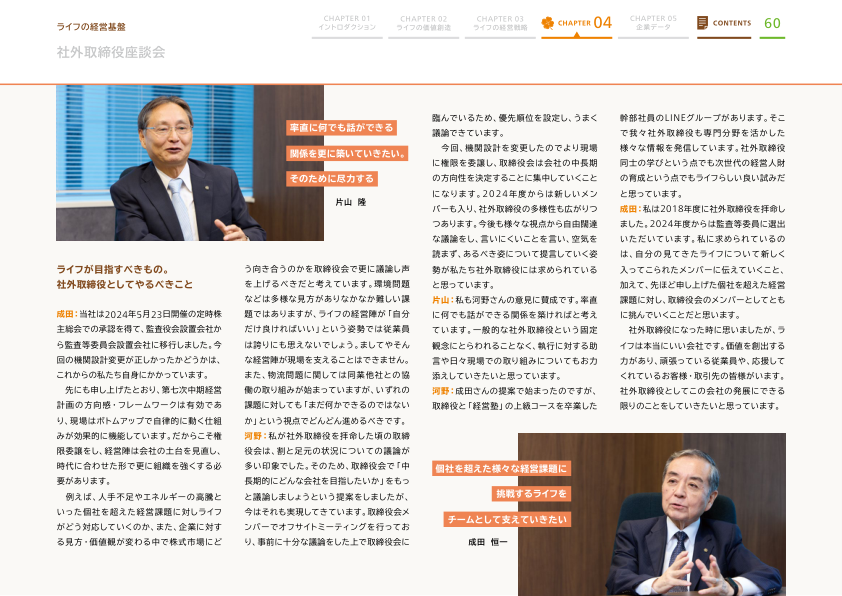 ライフの経営基盤
社外取締役座談会
CHAPTER 01
イントロダクション
CHAPTER 02
ライフの価値創造
CHAPTER 03
ライフの経営戦略
CHAPTER 04
CHAPTER 05
企業データ
CONTENTS
60
率直に何でも話ができる
関係を更に築いていきたい。
そのために尽力する
片山 隆
ライフが目指すべきもの。
社外取締役としてやるべきこと
成田：当社は2024年5月23日開催の定時株
主総会での承認を得て、監査役会設置会社か
ら監査等委員会設置会社に移行しました。今
回の機関設計変更が正しかったかどうかは、
これからの私たち自身にかかっています。
　先にも申し上げたとおり、第七次中期経営
計画の方向感・フレームワークは有効であ
り、現場はボトムアップで自律的に動く仕組
みが効果的に機能しています。だからこそ権
限委譲をし、経営陣は会社の土台を見直し、
時代に合わせた形で更に組織を強くする必
要があります。
　例えば、人手不足やエネルギーの高騰と
いった個社を超えた経営課題に対しライフ
がどう対応していくのか、また、企業に対す
る見方・価値観が変わる中で株式市場にど
う向き合うのかを取締役会で更に議論し声
を上げるべきだと考えています。環境問題
などは多様な見方がありなかなか難しい課
題ではありますが、ライフの経営陣が「自分
だけ良ければいい」という姿勢では従業員
は誇りにも思えないでしょう。ましてやそん
な経営陣が現場を支えることはできません。
また、物流問題に関しては同業他社との協
働の取り組みが始まっていますが、いずれの
課題に対しても「まだ何かできるのではない
か」という視点でどんどん進めるべきです。
河野：私が社外取締役を拝命した頃の取締
役会は、割と足元の状況についての議論が
多い印象でした。そのため、取締役会で「中
長期的にどんな会社を目指したいか」をもっ
と議論しましょうという提案をしましたが、
今はそれも実現してきています。取締役会メ
ンバーでオフサイトミーティングを行ってお
り、事前に十分な議論をした上で取締役会に
臨んでいるため、優先順位を設定し、うまく
議論できています。
　今回、機関設計を変更したのでより現場
に権限を委譲し、取締役会は会社の中長期
の方向性を決定することに集中していくこと
になります。2024年度からは新しいメン
バーも入り、社外取締役の多様性も広がりつ
つあります。今後も様々な視点から自由闊達
な議論をし、言いにくいことを言い、空気を
読まず、あるべき姿について提言していく姿
勢が私たち社外取締役には求められている
と思っています。
片山：私も河野さんの意見に賛成です。率直
に何でも話ができる関係を築ければと考え
ています。一般的な社外取締役という固定
観念にとらわれることなく、執行に対する助
言や日々現場での取り組みについてもお力
添えしていきたいと思っています。
河野：成田さんの提案で始まったのですが、
取締役と「経営塾」の上級コースを卒業した
幹部社員のLINEグループがあります。そこ
で我々社外取締役も専門分野を活かした
様々な情報を発信しています。社外取締役
同士の学びという点でも次世代の経営人財
の育成という点でもライフらしい良い試みだ
と思っています。
成田：私は2018年度に社外取締役を拝命し
ました。2024年度からは監査等委員に選出
いただいています。私に求められているの
は、自分の見てきたライフについて新しく
入ってこられたメンバーに伝えていくこと、
加えて、先ほど申し上げた個社を超えた経営
課題に対し、取締役会のメンバーとしてとも
に挑んでいくことだと思います。
　社外取締役になった時に思いましたが、ラ
イフは本当にいい会社です。価値を創出する
力があり、頑張っている従業員や、応援して
くれているお客様・取引先の皆様がいます。
社外取締役としてこの会社の発展にできる
限りのことをしていきたいと思っています。
個社を超えた様々な経営課題に
挑戦するライフを
チームとして支えていきたい
成田 恒一